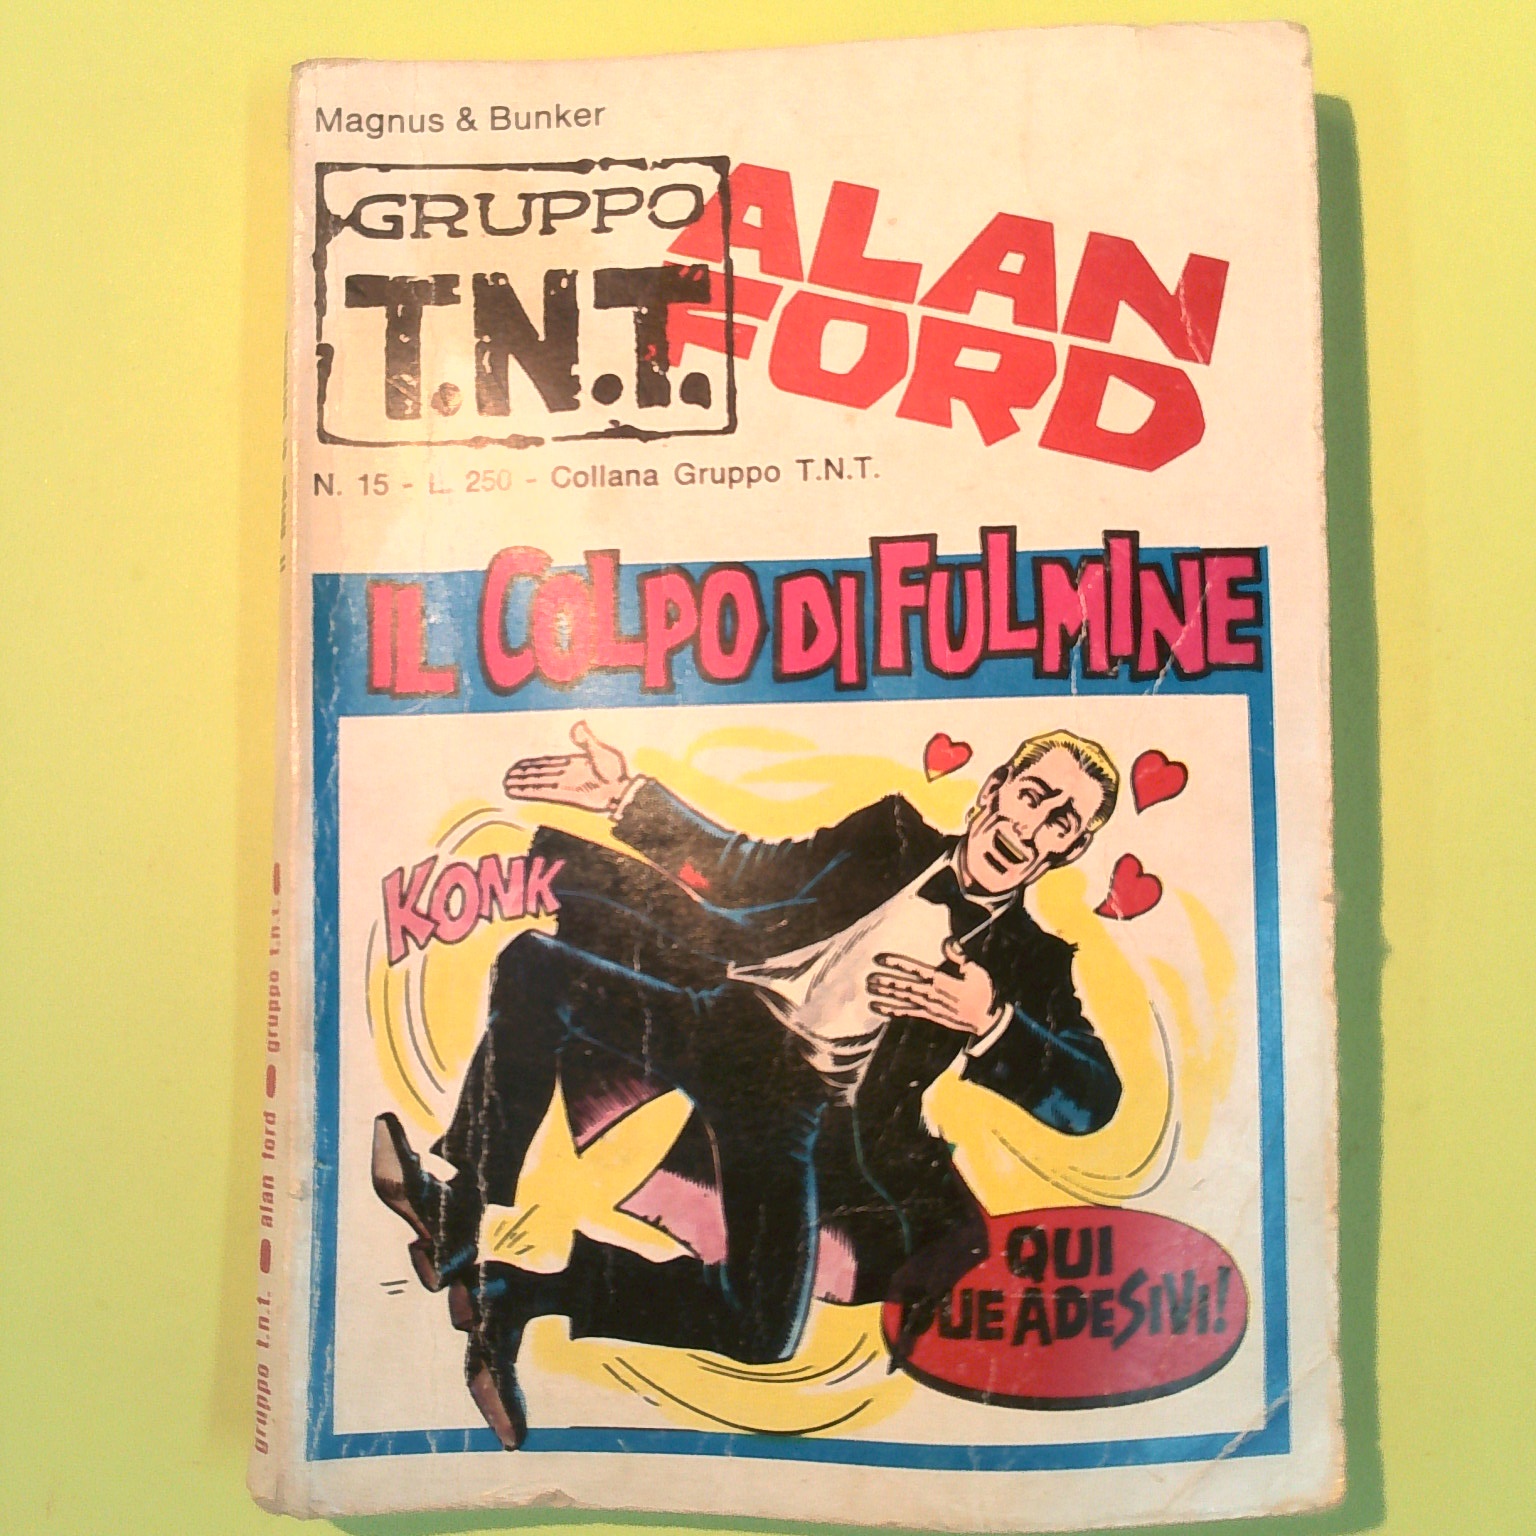 Magnus & Bunker
GRUPPO
T.N.T.
ALAN
FORD
N. 15 - L. 250 - Collana Gruppo T.N.T.
IL COLPO DI FULMINE
KONK
QUI
DUE ADESIVI!
gruppo t.n.t. alan ford gruppo t.n.t.